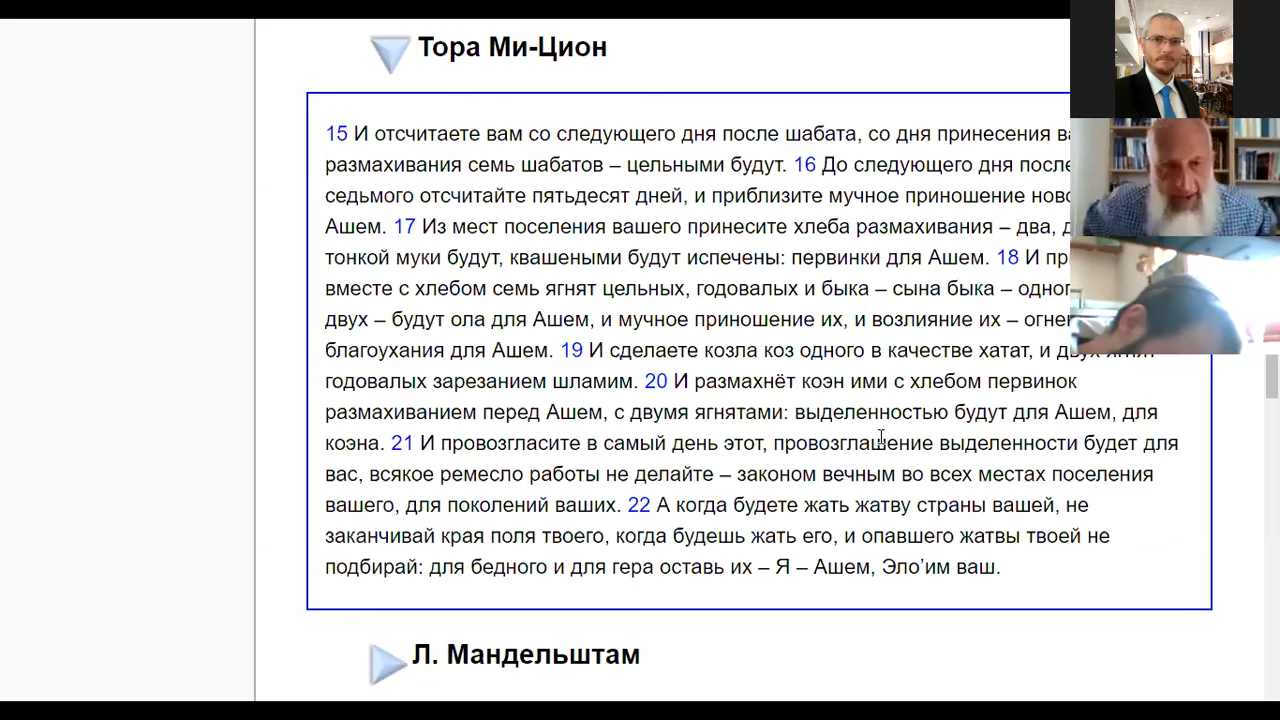 Тора Ми-Цион
15 И отсчитаете вам со следующего дня после шабата, со дня принесения
размахивания семь шабатов – цельными будут. 16 До следующего дня
седьмого отсчитайте пятьдесят дней, и приблизите мучное приношение
Ашем. 17 Из мест поселения вашего принесите хлеба размахивания – два,
тонкой муки будут, квашеными будут испечены: первинки для Ашем. 18 И
вместе с хлебом семь ягнят цельных, годовалых и быка – сына быка –
двух – будут ола для Ашем, и мучное приношение их, и возлияние их –
благоухания для Ашем. 19 И сделаете козла коз одного в качестве хатат, и двух ягнят
годовалых зарезанием шламим. 20 И размахнёт коэн ими с хлебом первинок
размахиванием перед Ашем, с двумя ягнятами: выделенностью будут для Ашем, для
коэна. 21 И провозгласите в самый день этот, провозглашение выделенности будет для
вас, всякое ремесло работы не делайте – законом вечным во всех местах поселения
вашего, для поколений ваших. 22 А когда будете жать жатву страны вашей, не
заканчивай края поля твоего, когда будешь жать его, и опавшего жатвы твоей не
подбирай: для бедного и для гера оставь их – Я – Ашем, Эло’им ваш.
Л. Мандельштам